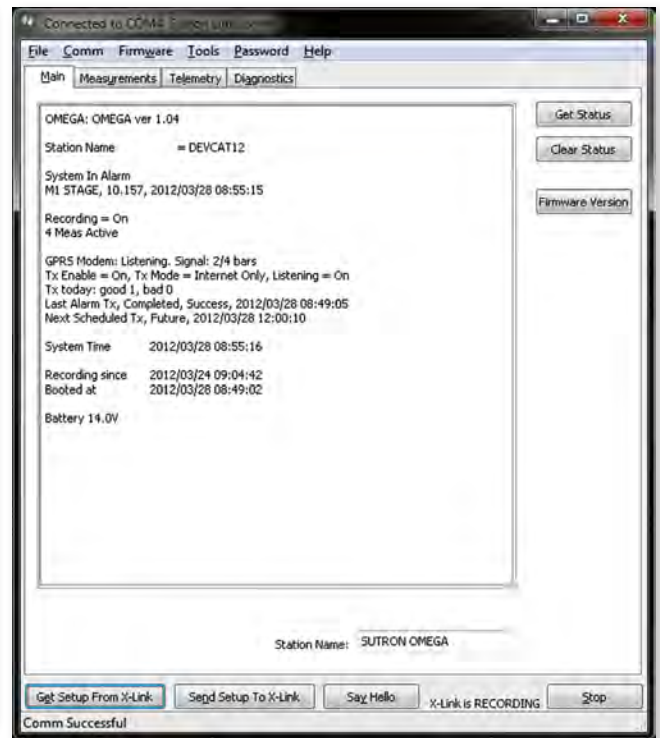 Connected to COM4
File Comm Firmware Tools Password Help
Main Measurements Telemetry Diagnostics
OMEGA: OMEGA ver 1.04
Station Name = DEVCAT12
System In Alarm
M1 STAGE, 10.157, 2012/03/28 08:55:15
Recording = On
4 Meas Active
GPRS Modem: Listening. Signal: 2/4 bars
Tx Enable = On, Tx Mode = Internet Only, Listening = On
Tx today: good 1, bad 0
Last Alarm Tx, Completed, Success, 2012/03/28 08:49:05
Next Scheduled Tx, Future, 2012/03/28 12:00:10
System Time 2012/03/28 08:55:16
Recording since 2012/03/24 09:04:42
Booted at 2012/03/28 08:49:02
Battery 14.0V
Get Status
Clear Status
Firmware Version
Station Name: SUTRON OMEGA
Get Setup From X-Link Send Setup To X-Link Say Hello X-Link is RECORDING Stop
Comm Successful